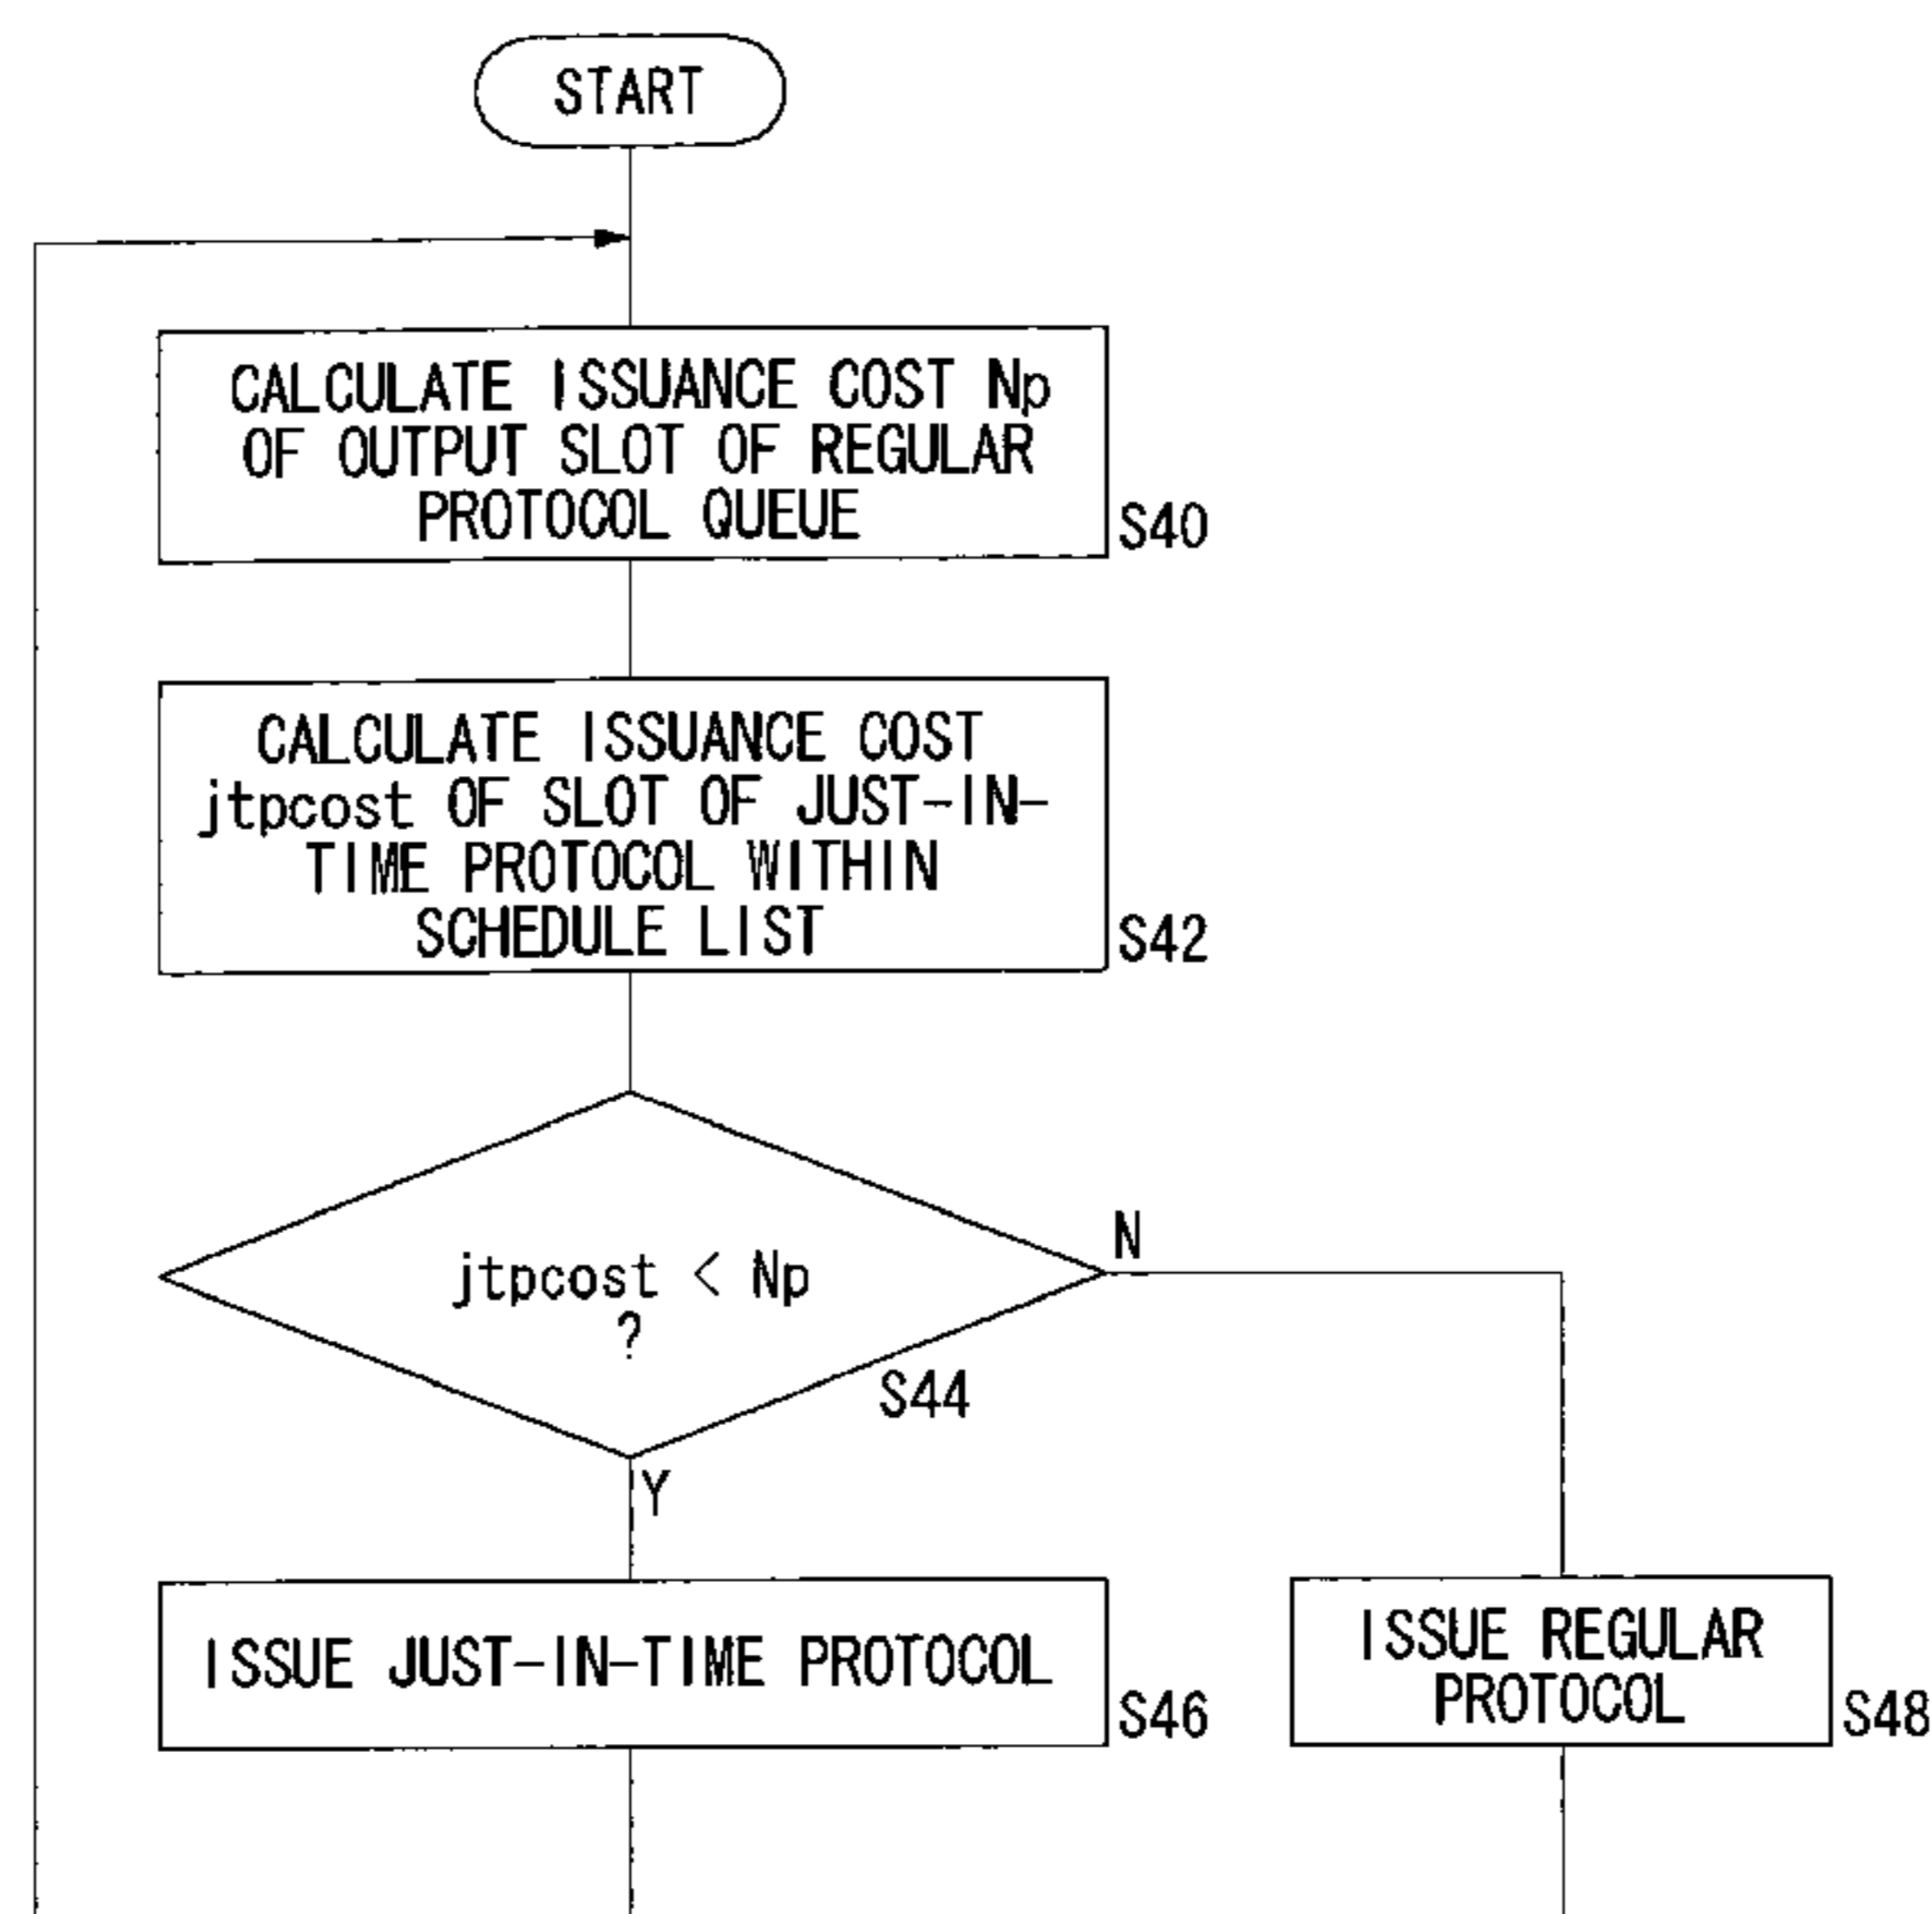 START
CALCULATE ISSUANCE COST Np
OF OUTPUT SLOT OF REGULAR
PROTOCOL QUEUE
S40
CALCULATE ISSUANCE COST
jtpcost OF SLOT OF JUST-IN-
TIME PROTOCOL WITHIN
SCHEDULE LIST
S42
jtpcost < Np
?
N
S44
Y
ISSUE JUST-IN-TIME PROTOCOL
S46
ISSUE REGULAR
PROTOCOL
S48